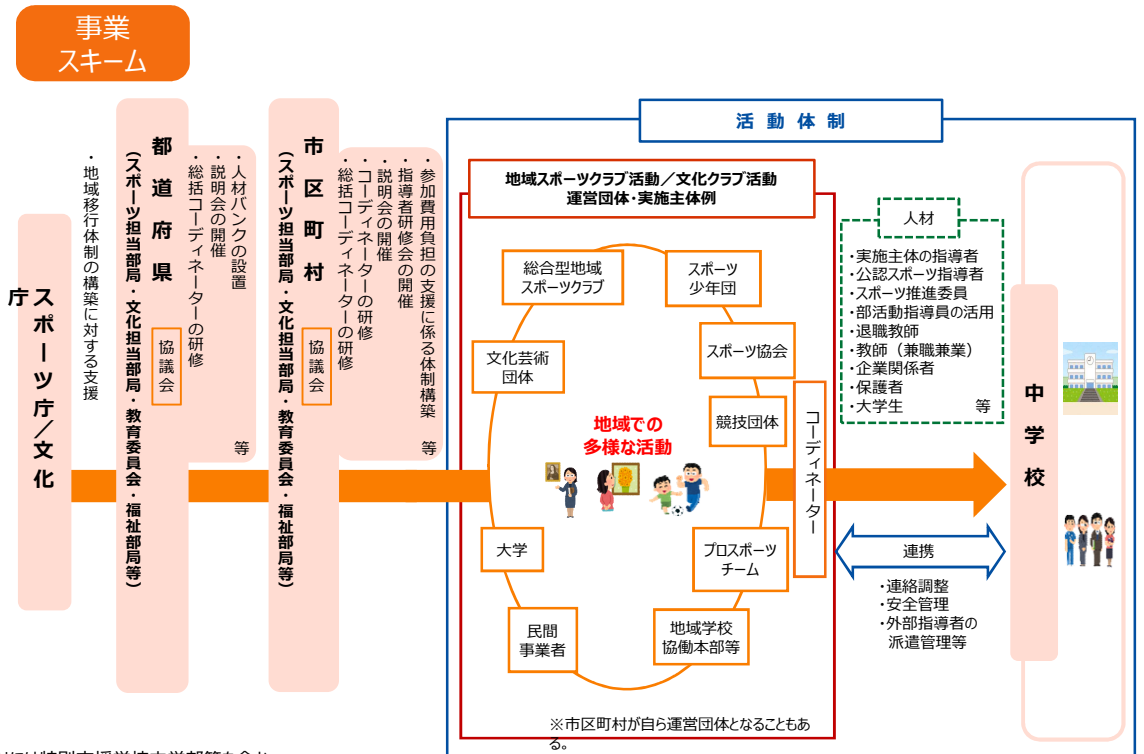 事業
スキーム
スポーツ庁／文化
庁
・地域移行体制の構築に対する支援
都道府県
（スポーツ担当部局・文化担当部局・教育委員会・福祉部局等）
協議会
・人材バンクの設置
・説明会の開催
・総括コーディネーターの研修
等
市区町村
（スポーツ担当部局・文化担当部局・教育委員会・福祉部局等）
協議会
・参加費用負担の支援に係る体制構築
・指導者研修会の開催
・説明会の開催
・コーディネーターの研修
・総括コーディネーターの研修
等
活動体制
地域スポーツクラブ活動／文化クラブ活動
運営団体・実施主体例
総合型地域
スポーツクラブ
スポーツ
少年団
文化芸術
団体
スポーツ協会
競技団体
地域での
多様な活動
大学
プロスポーツ
チーム
民間
事業者
地域学校
協働本部等
コーディネーター
※市区町村が自ら運営団体となることもあ
る。
人材
・実施主体の指導者
・公認スポーツ指導者
・スポーツ推進委員
・部活動指導員の活用
・退職教師
・教師（兼職兼業）
・企業関係者
・保護者
・大学生 等
連携
・連絡調整
・安全管理
・外部指導者の
派遣管理等
中学校